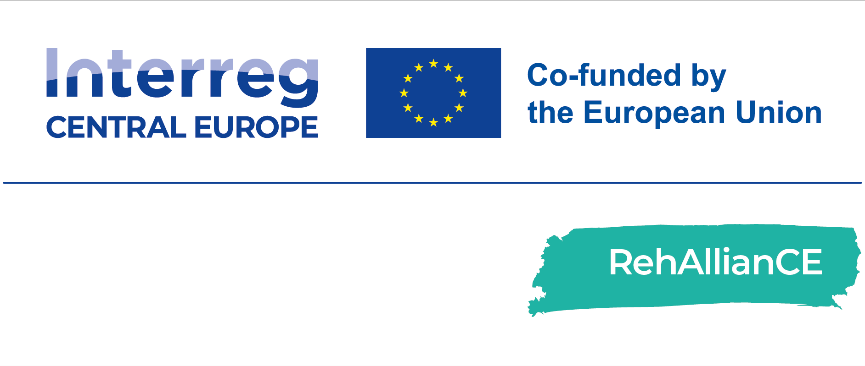 Interreg
CENTRAL EUROPE
Co-funded by
the European Union
RehAllianCE